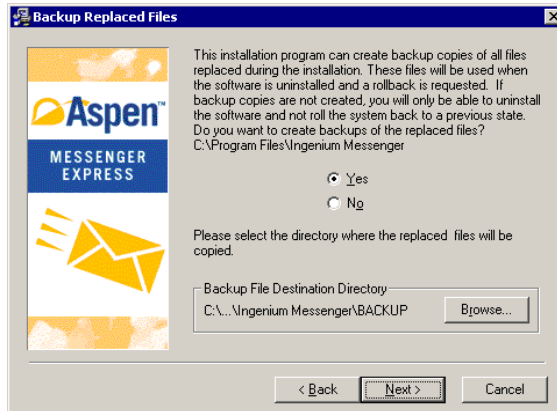 Backup Replaced Files
This installation program can create backup copies of all files
replaced during the installation. These files will be used when
the software is uninstalled and a rollback is requested. If
backup copies are not created, you will only be able to uninstall
the software and not roll the system back to a previous state.
Do you want to create backups of the replaced files?
C:\Program Files\Ingenium Messenger
Aspen™
MESSENGER
EXPRESS
Yes
No
Please select the directory where the replaced files will be
copied.
Backup File Destination Directory
C:\...\Ingenium Messenger\BACKUP
Browse...
< Back
Next >
Cancel